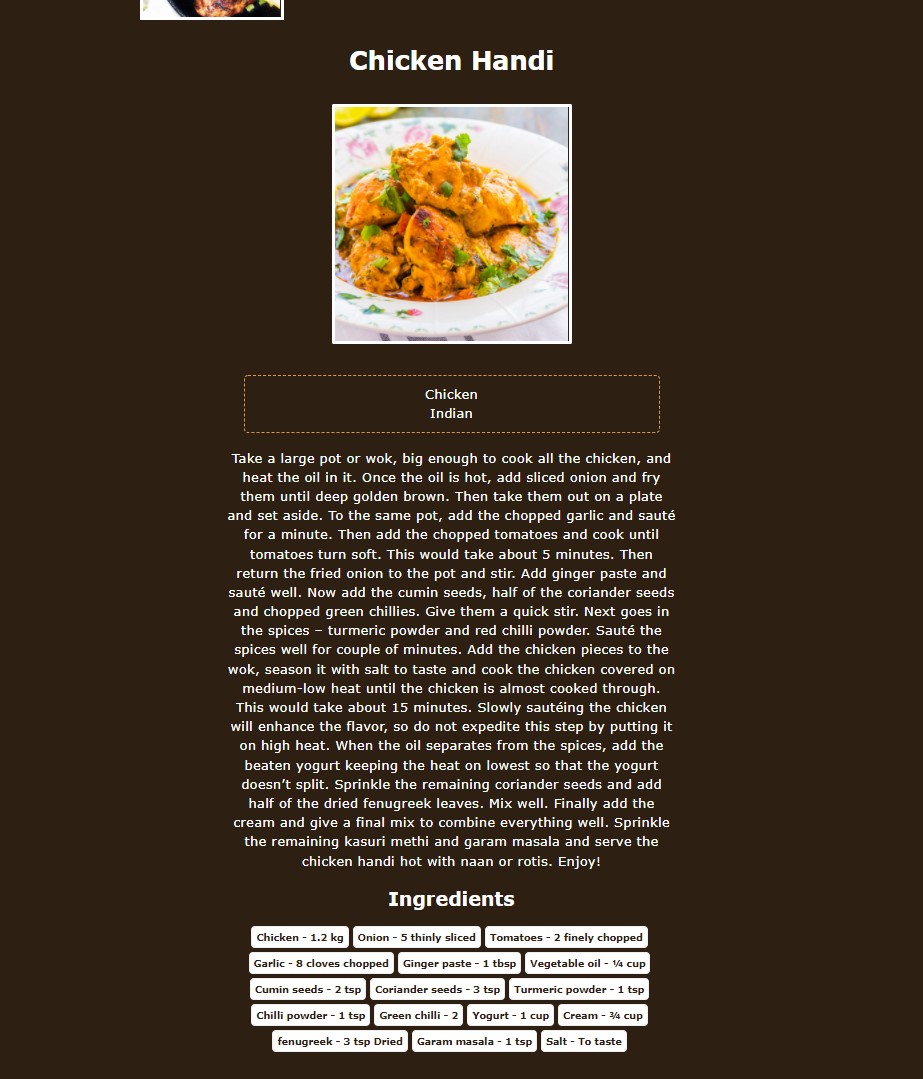 Chicken Handi
Chicken
Indian
Take a large pot or wok, big enough to cook all the chicken, and
heat the oil in it. Once the oil is hot, add sliced onion and fry
them until deep golden brown. Then take them out on a plate
and set aside. To the same pot, add the chopped garlic and sauté
for a minute. Then add the chopped tomatoes and cook until
tomatoes turn soft. This would take about 5 minutes. Then
return the fried onion to the pot and stir. Add ginger paste and
sauté well. Now add the cumin seeds, half of the coriander seeds
and chopped green chillies. Give them a quick stir. Next goes in
the spices – turmeric powder and red chilli powder. Sauté the
spices well for couple of minutes. Add the chicken pieces to the
wok, season it with salt to taste and cook the chicken covered on
medium-low heat until the chicken is almost cooked through.
This would take about 15 minutes. Slowly sautéing the chicken
will enhance the flavor, so do not expedite this step by putting it
on high heat. When the oil separates from the spices, add the
beaten yogurt keeping the heat on lowest so that the yogurt
doesn’t split. Sprinkle the remaining coriander seeds and add
half of the dried fenugreek leaves. Mix well. Finally add the
cream and give a final mix to combine everything well. Sprinkle
the remaining kasuri methi and garam masala and serve the
chicken handi hot with naan or rotis. Enjoy!
Ingredients
Chicken - 1.2 kg Onion - 5 thinly sliced Tomatoes - 2 finely chopped
Garlic - 8 cloves chopped Ginger paste - 1 tbsp Vegetable oil - ¼ cup
Cumin seeds - 2 tsp Coriander seeds - 3 tsp Turmeric powder - 1 tsp
Chilli powder - 1 tsp Green chilli - 2 Yogurt - 1 cup Cream - ¾ cup
fenugreek - 3 tsp Dried Garam masala - 1 tsp Salt - To taste